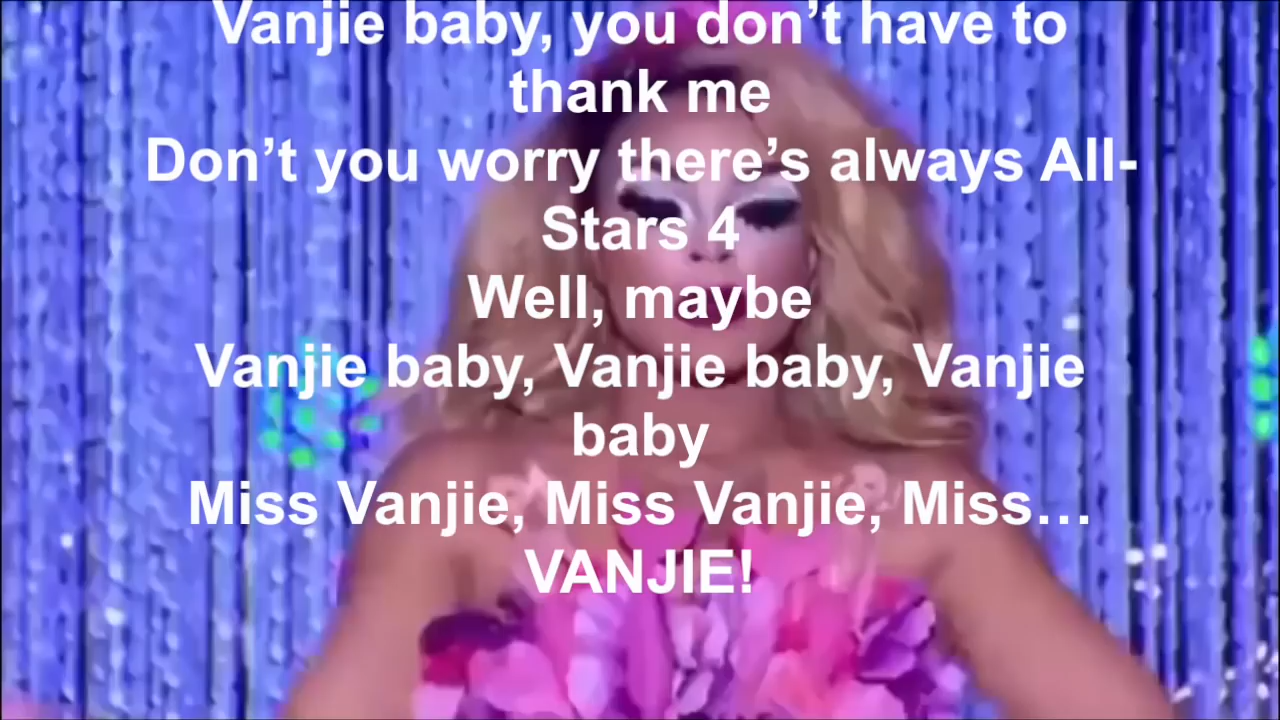 Vanjie baby, you don’t have to
thank me
Don’t you worry there’s always All-
Stars 4
Well, maybe
Vanjie baby, Vanjie baby, Vanjie
baby
Miss Vanjie, Miss Vanjie, Miss…
VANJIE!